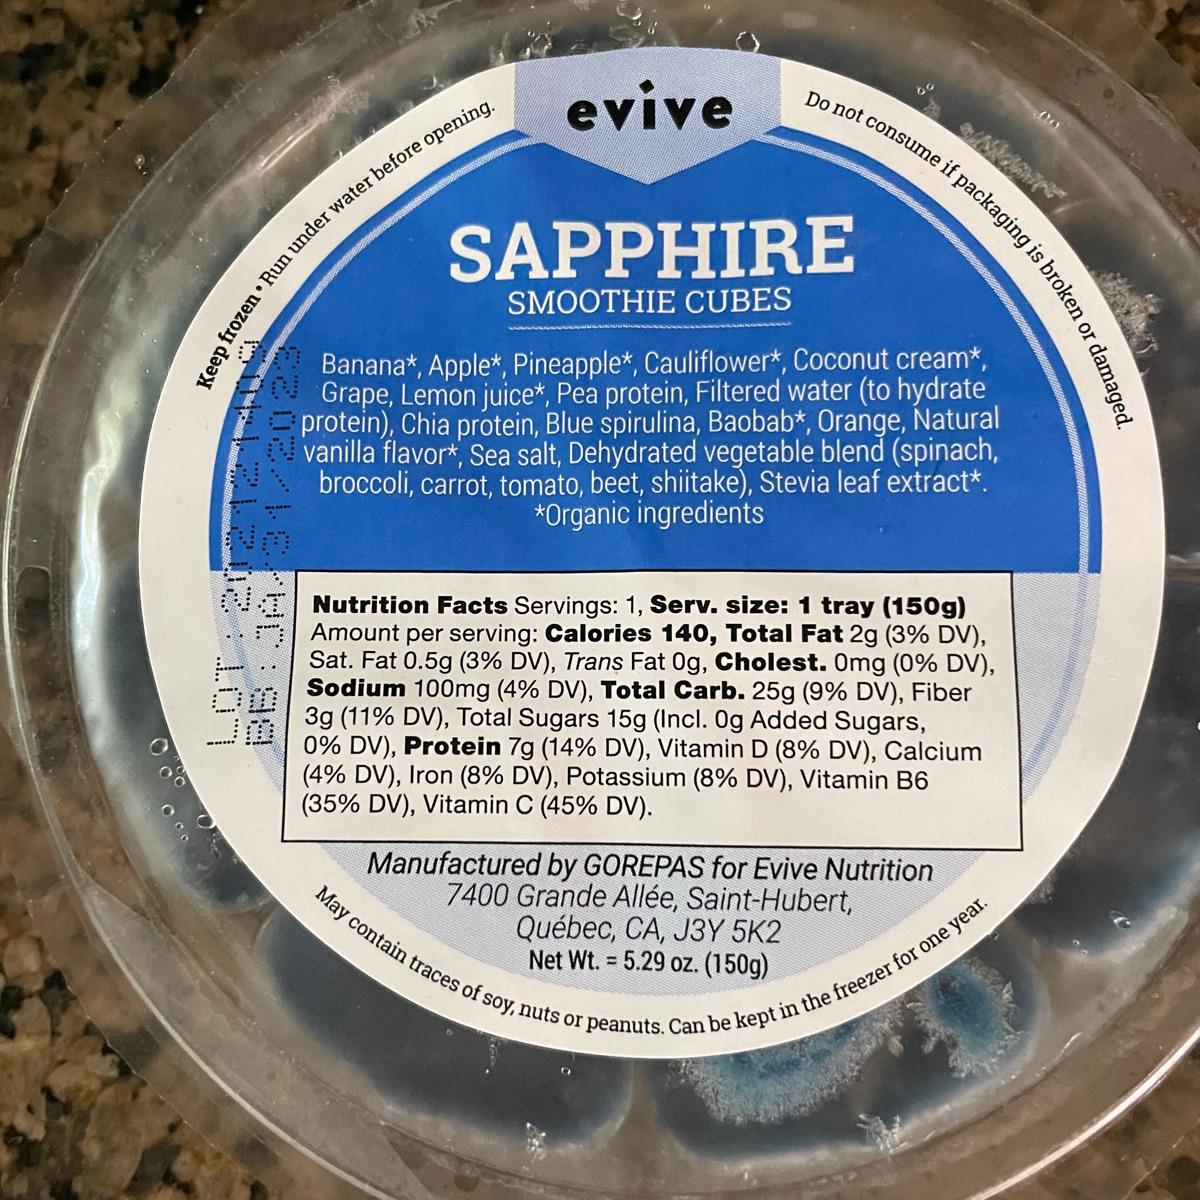 evive
Keep frozen • Run under water before opening.
Do not consume if packaging is broken or damaged.
SAPPHIRE
SMOOTHIE CUBES
Banana*, Apple*, Pineapple*, Cauliflower*, Coconut cream*,
Grape, Lemon juice*, Pea protein, Filtered water (to hydrate
protein), Chia protein, Blue spirulina, Baobab*, Orange, Natural
vanilla flavor*, Sea salt, Dehydrated vegetable blend (spinach,
broccoli, carrot, tomato, beet, shiitake), Stevia leaf extract*.
*Organic ingredients
Nutrition Facts Servings: 1, Serv. size: 1 tray (150g)
Amount per serving: Calories 140, Total Fat 2g (3% DV),
Sat. Fat 0.5g (3% DV), Trans Fat 0g, Cholest. 0mg (0% DV),
Sodium 100mg (4% DV), Total Carb. 25g (9% DV), Fiber
3g (11% DV), Total Sugars 15g (Incl. 0g Added Sugars,
0% DV), Protein 7g (14% DV), Vitamin D (8% DV), Calcium
(4% DV), Iron (8% DV), Potassium (8% DV), Vitamin B6
(35% DV), Vitamin C (45% DV).
Manufactured by GOREPAS for Evive Nutrition
7400 Grande Allée, Saint-Hubert,
Québec, CA, J3Y 5K2
Net Wt. = 5.29 oz. (150g)
May contain traces of soy, nuts or peanuts. Can be kept in the freezer for one year.
LOT :
BB : JA/31/2023